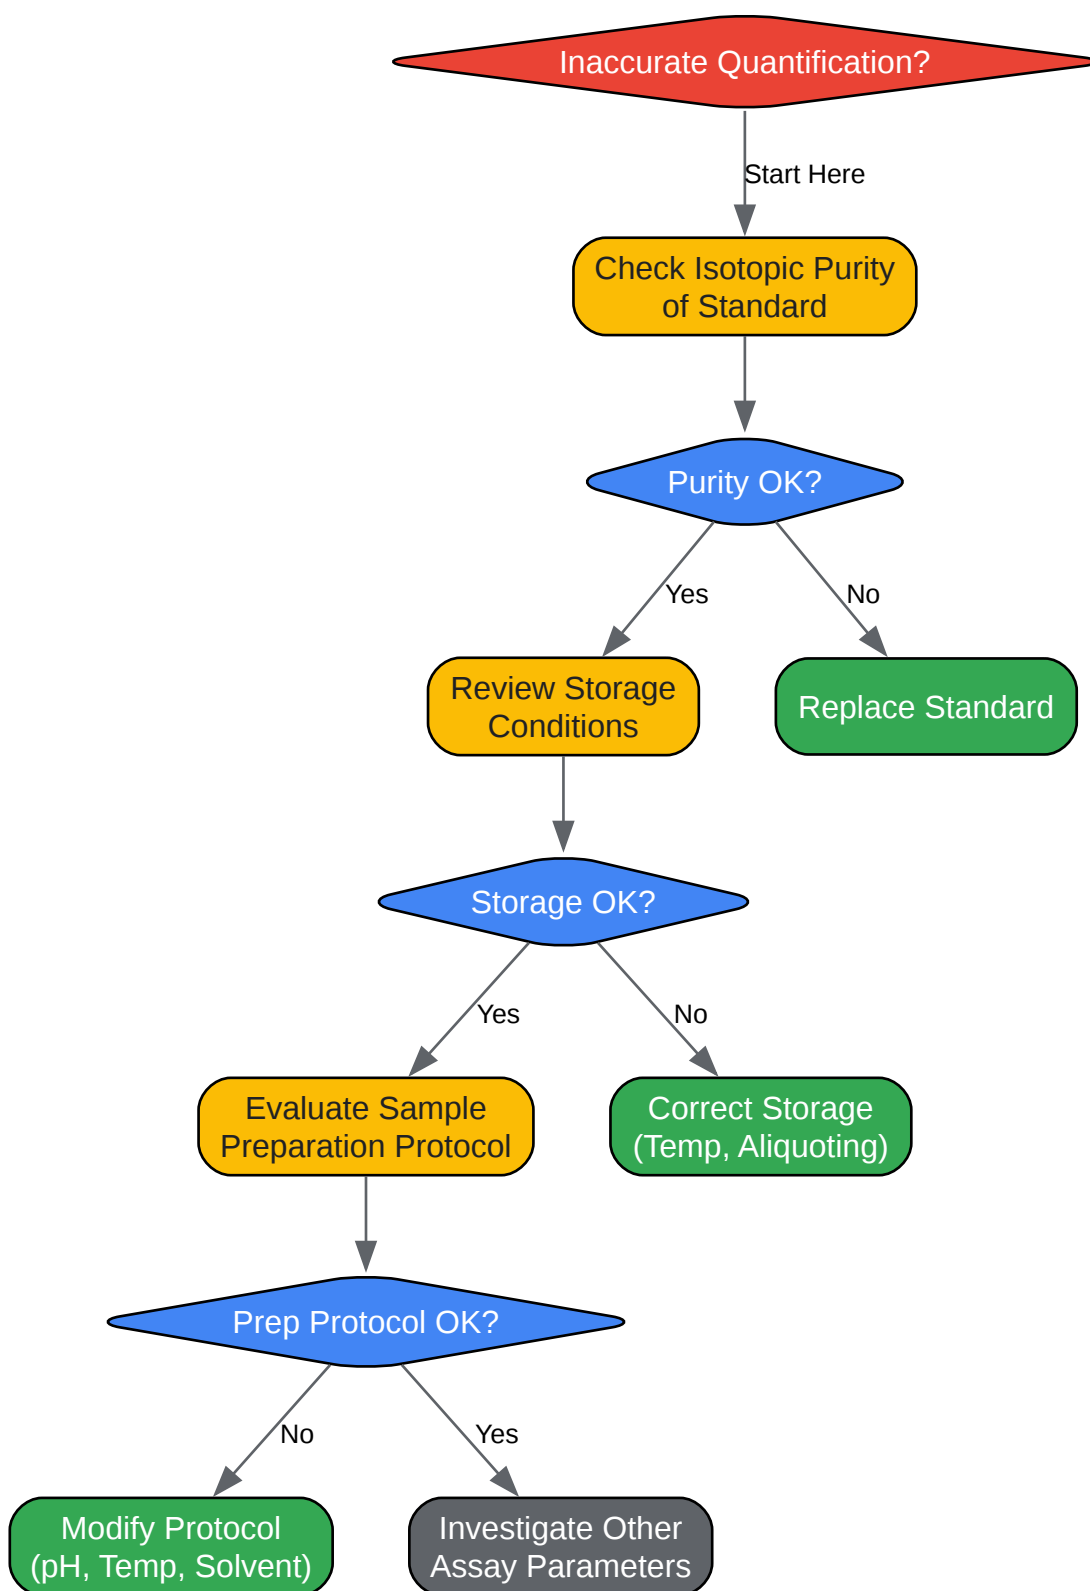 Inaccurate Quantification?
Start Here
Check Isotopic Purity
of Standard
Purity OK?
Yes
No
Review Storage
Conditions
Replace Standard
Storage OK?
Yes
No
Evaluate Sample
Preparation Protocol
Correct Storage
(Temp, Aliquoting)
Prep Protocol OK?
No
Yes
Modify Protocol
(pH, Temp, Solvent)
Investigate Other
Assay Parameters